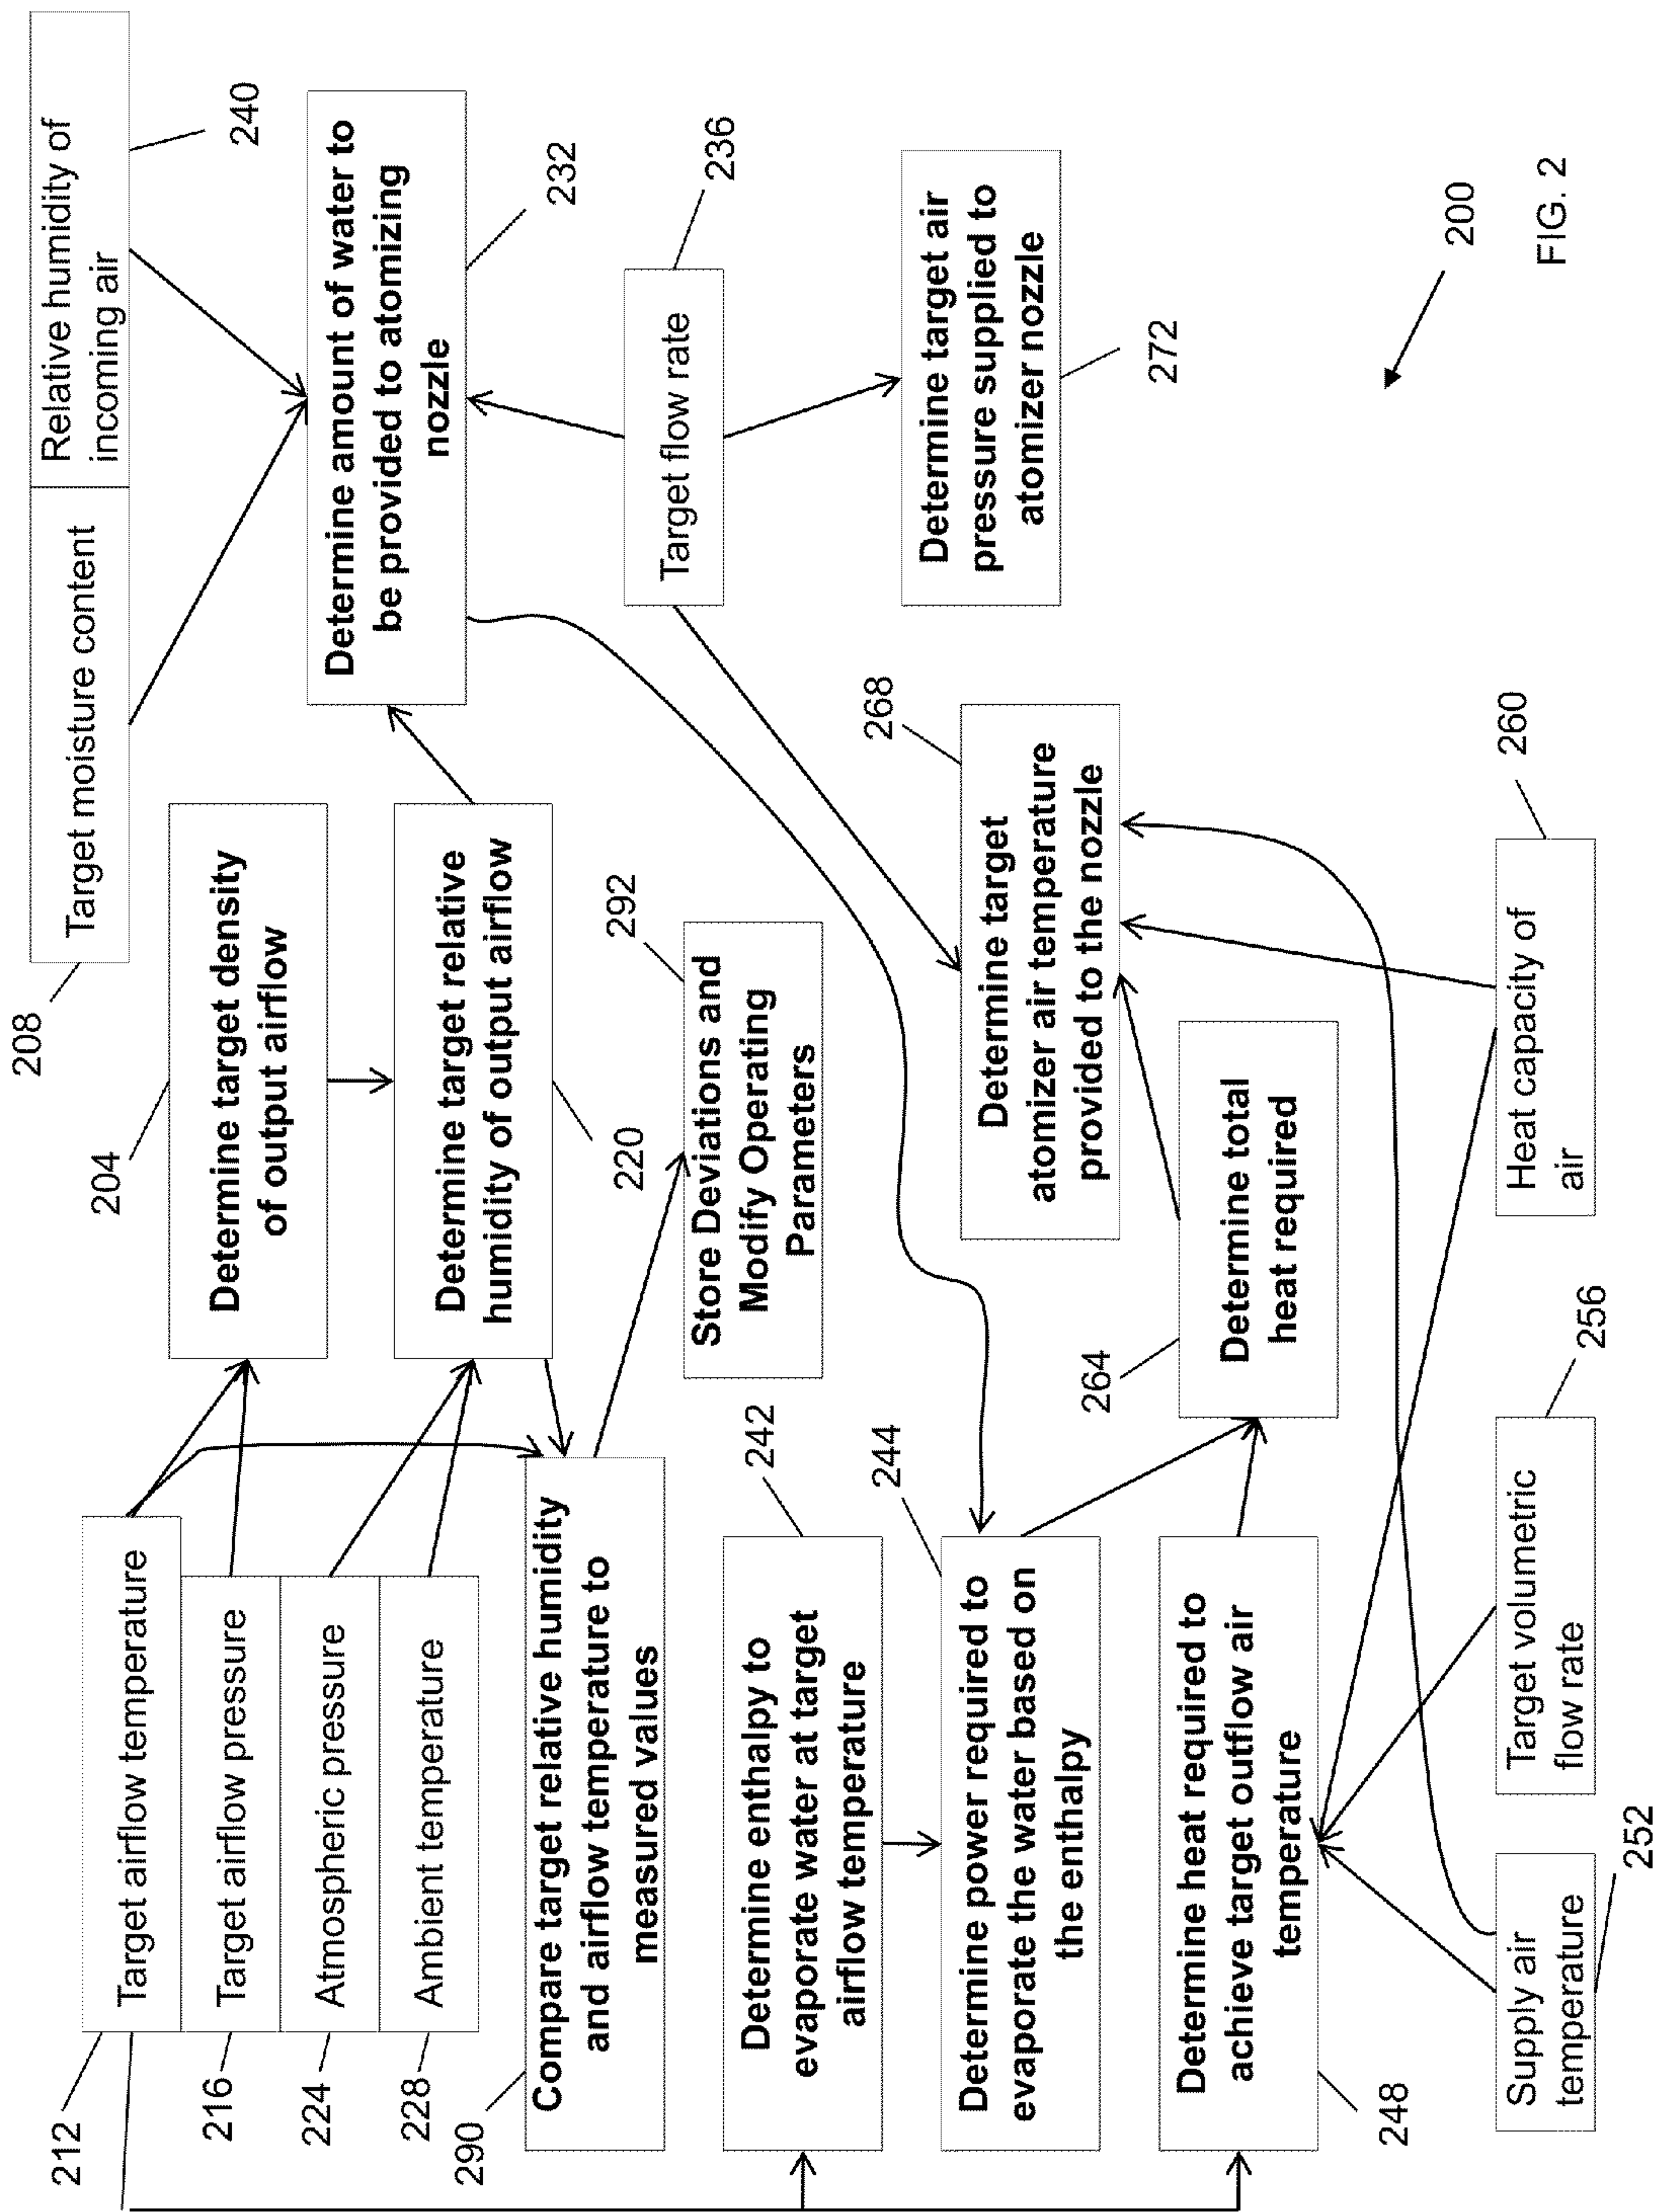 208
Target moisture content
Relative humidity of
incoming air
240
212
Target airflow temperature
216
Target airflow pressure
224
Atmospheric pressure
228
Ambient temperature
204
Determine target density
of output airflow
Determine target relative
humidity of output airflow
220
Determine amount of water to
be provided to atomizing
nozzle
232
290
Compare target relative humidity
and airflow temperature to
measured values
292
Store Deviations and
Modify Operating
Parameters
Target flow rate
236
242
Determine enthalpy to
evaporate water at target
airflow temperature
244
Determine power required to
evaporate the water based on
the enthalpy
Determine heat required to
achieve target outflow air
temperature
248
264
Determine total
heat required
268
Determine target
atomizer air temperature
provided to the nozzle
Determine target air
pressure supplied to
atomizer nozzle
272
Supply air
temperature
252
Target volumetric
flow rate
256
Heat capacity of
air
260
200
FIG. 2